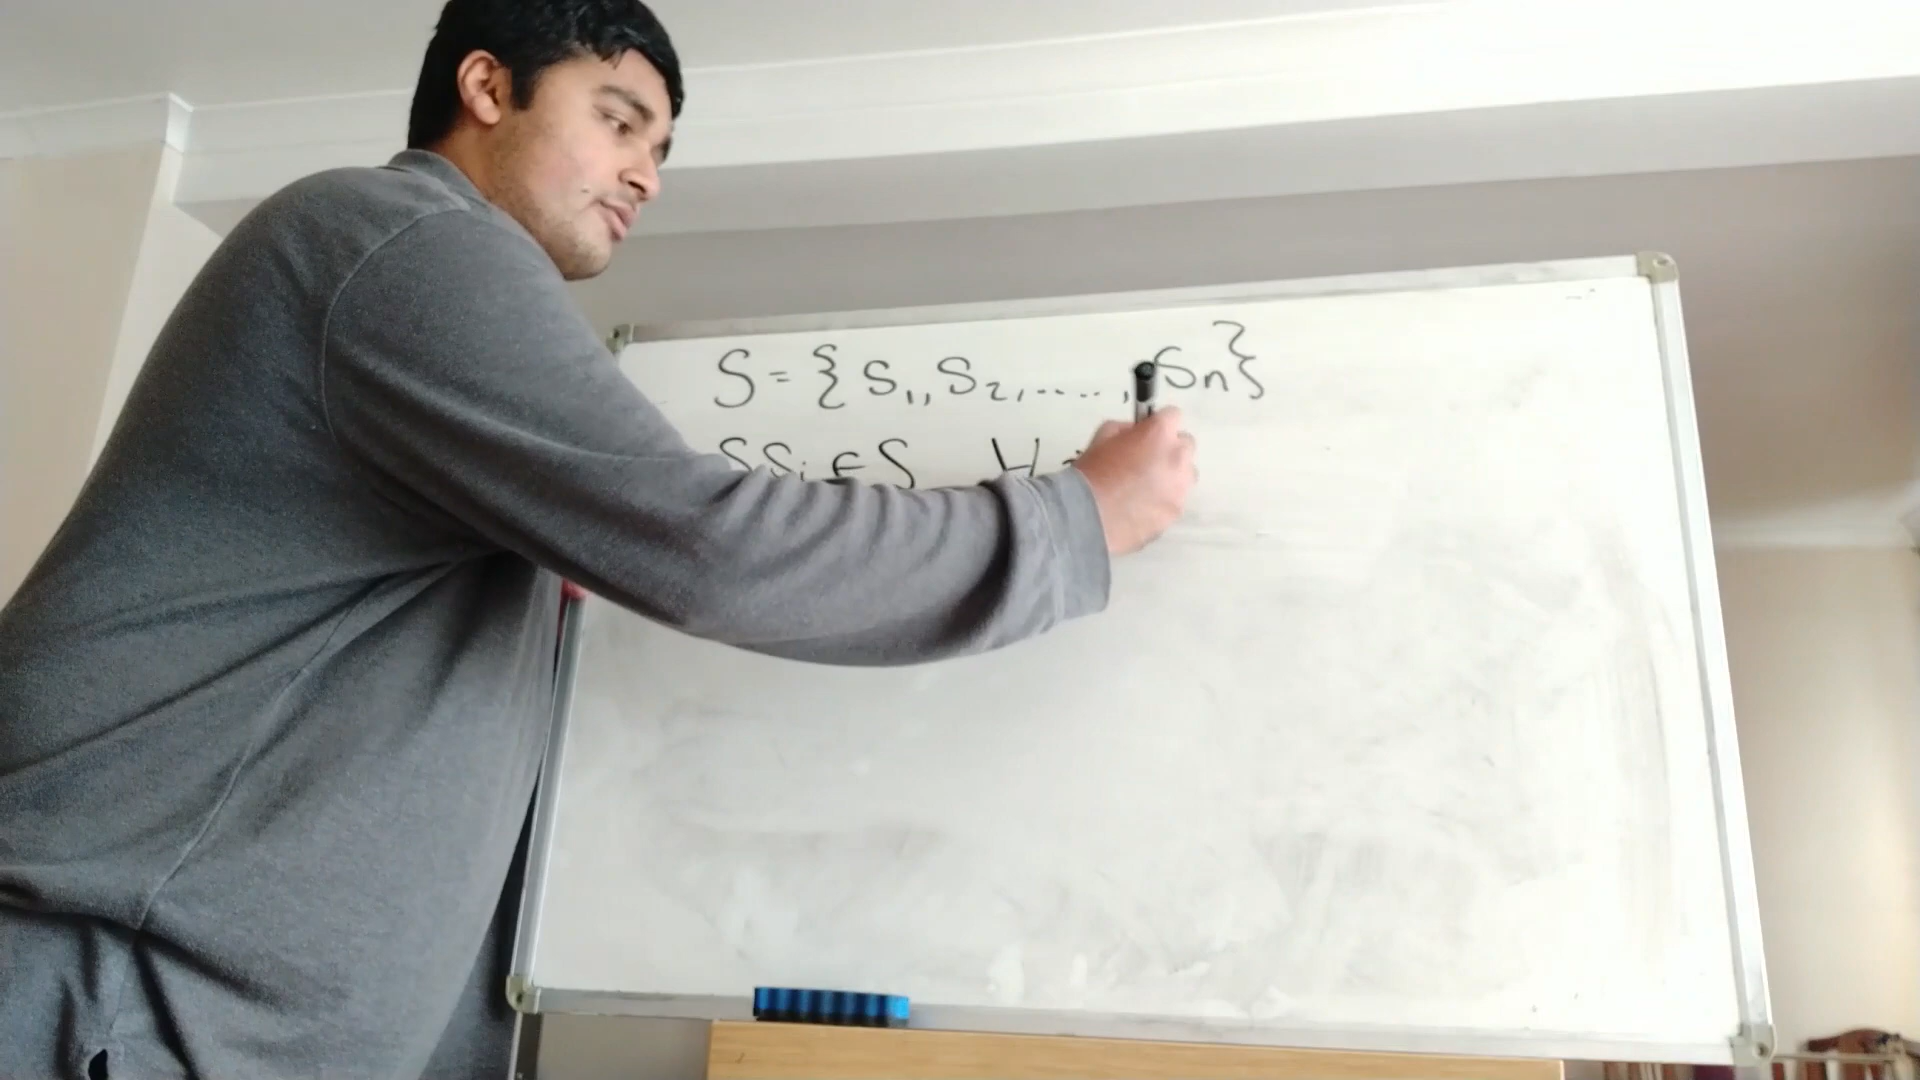 S = { S₁, S₂, ....., Sn}
SSᵢ ∈ S ∀